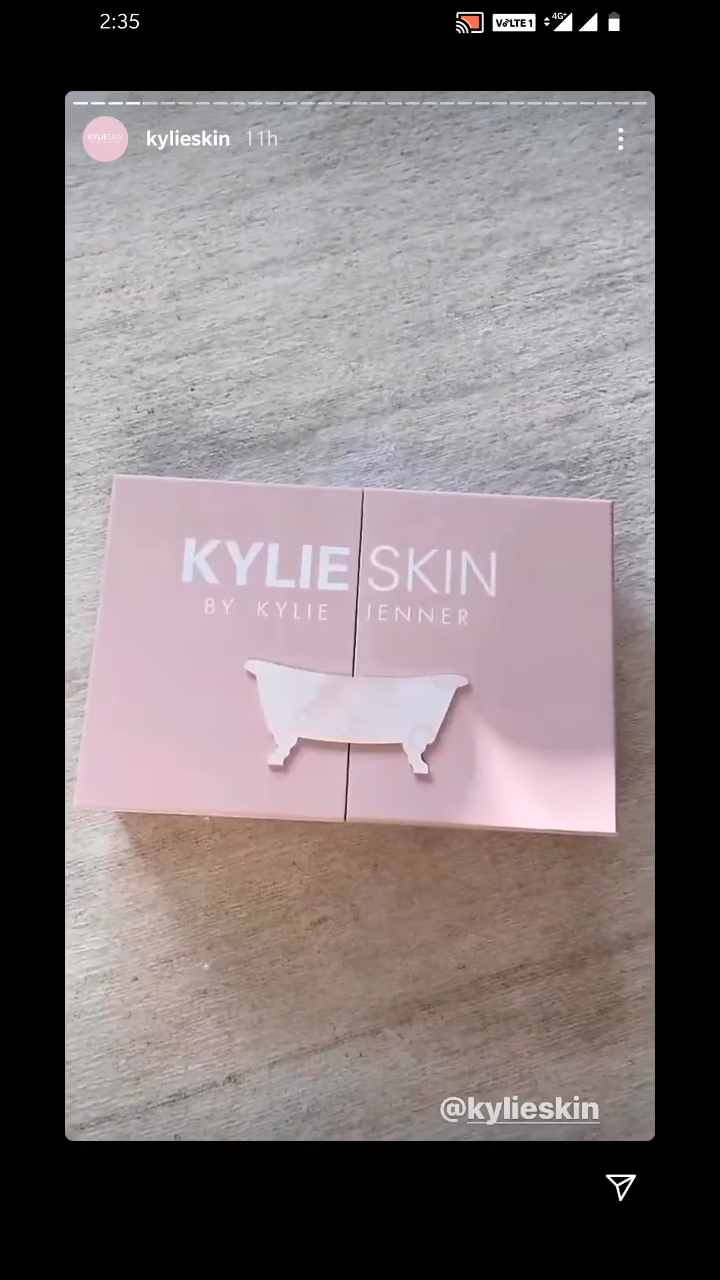 2:35
VoLTE 1
4G+
kylieskin 11h
KYLIE SKIN
BY KYLIE JENNER
@kylieskin